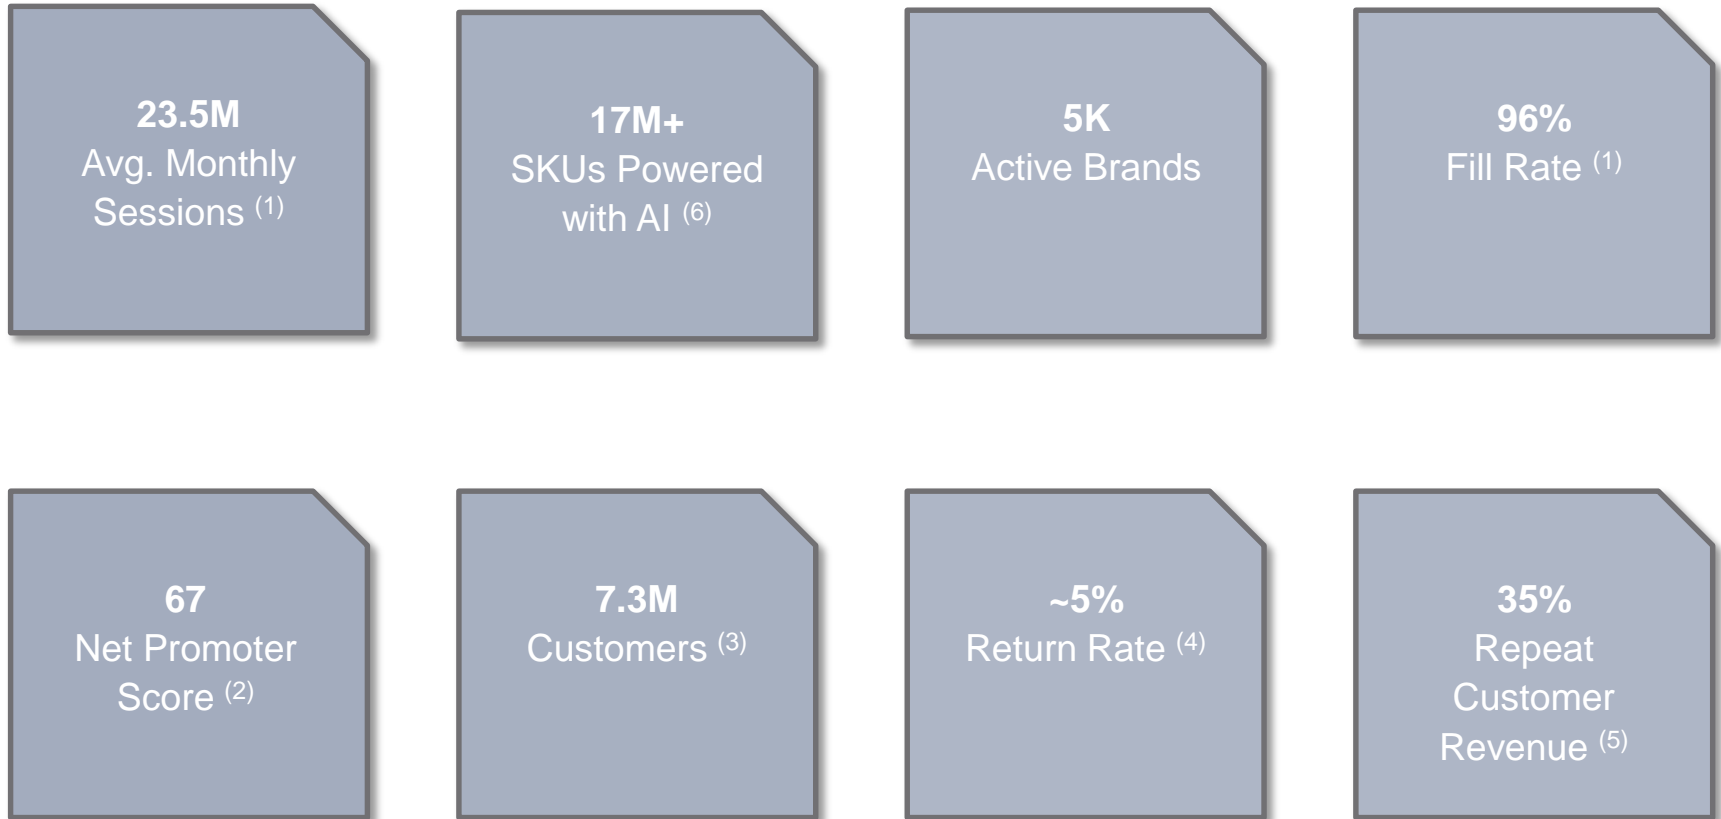 23.5M
Avg. Monthly
Sessions (1)
17M+
SKUs Powered
with AI (6)
5K
Active Brands
96%
Fill Rate (1)
67
Net Promoter
Score (2)
7.3M
Customers (3)
~5%
Return Rate (4)
35%
Repeat
Customer
Revenue (5)